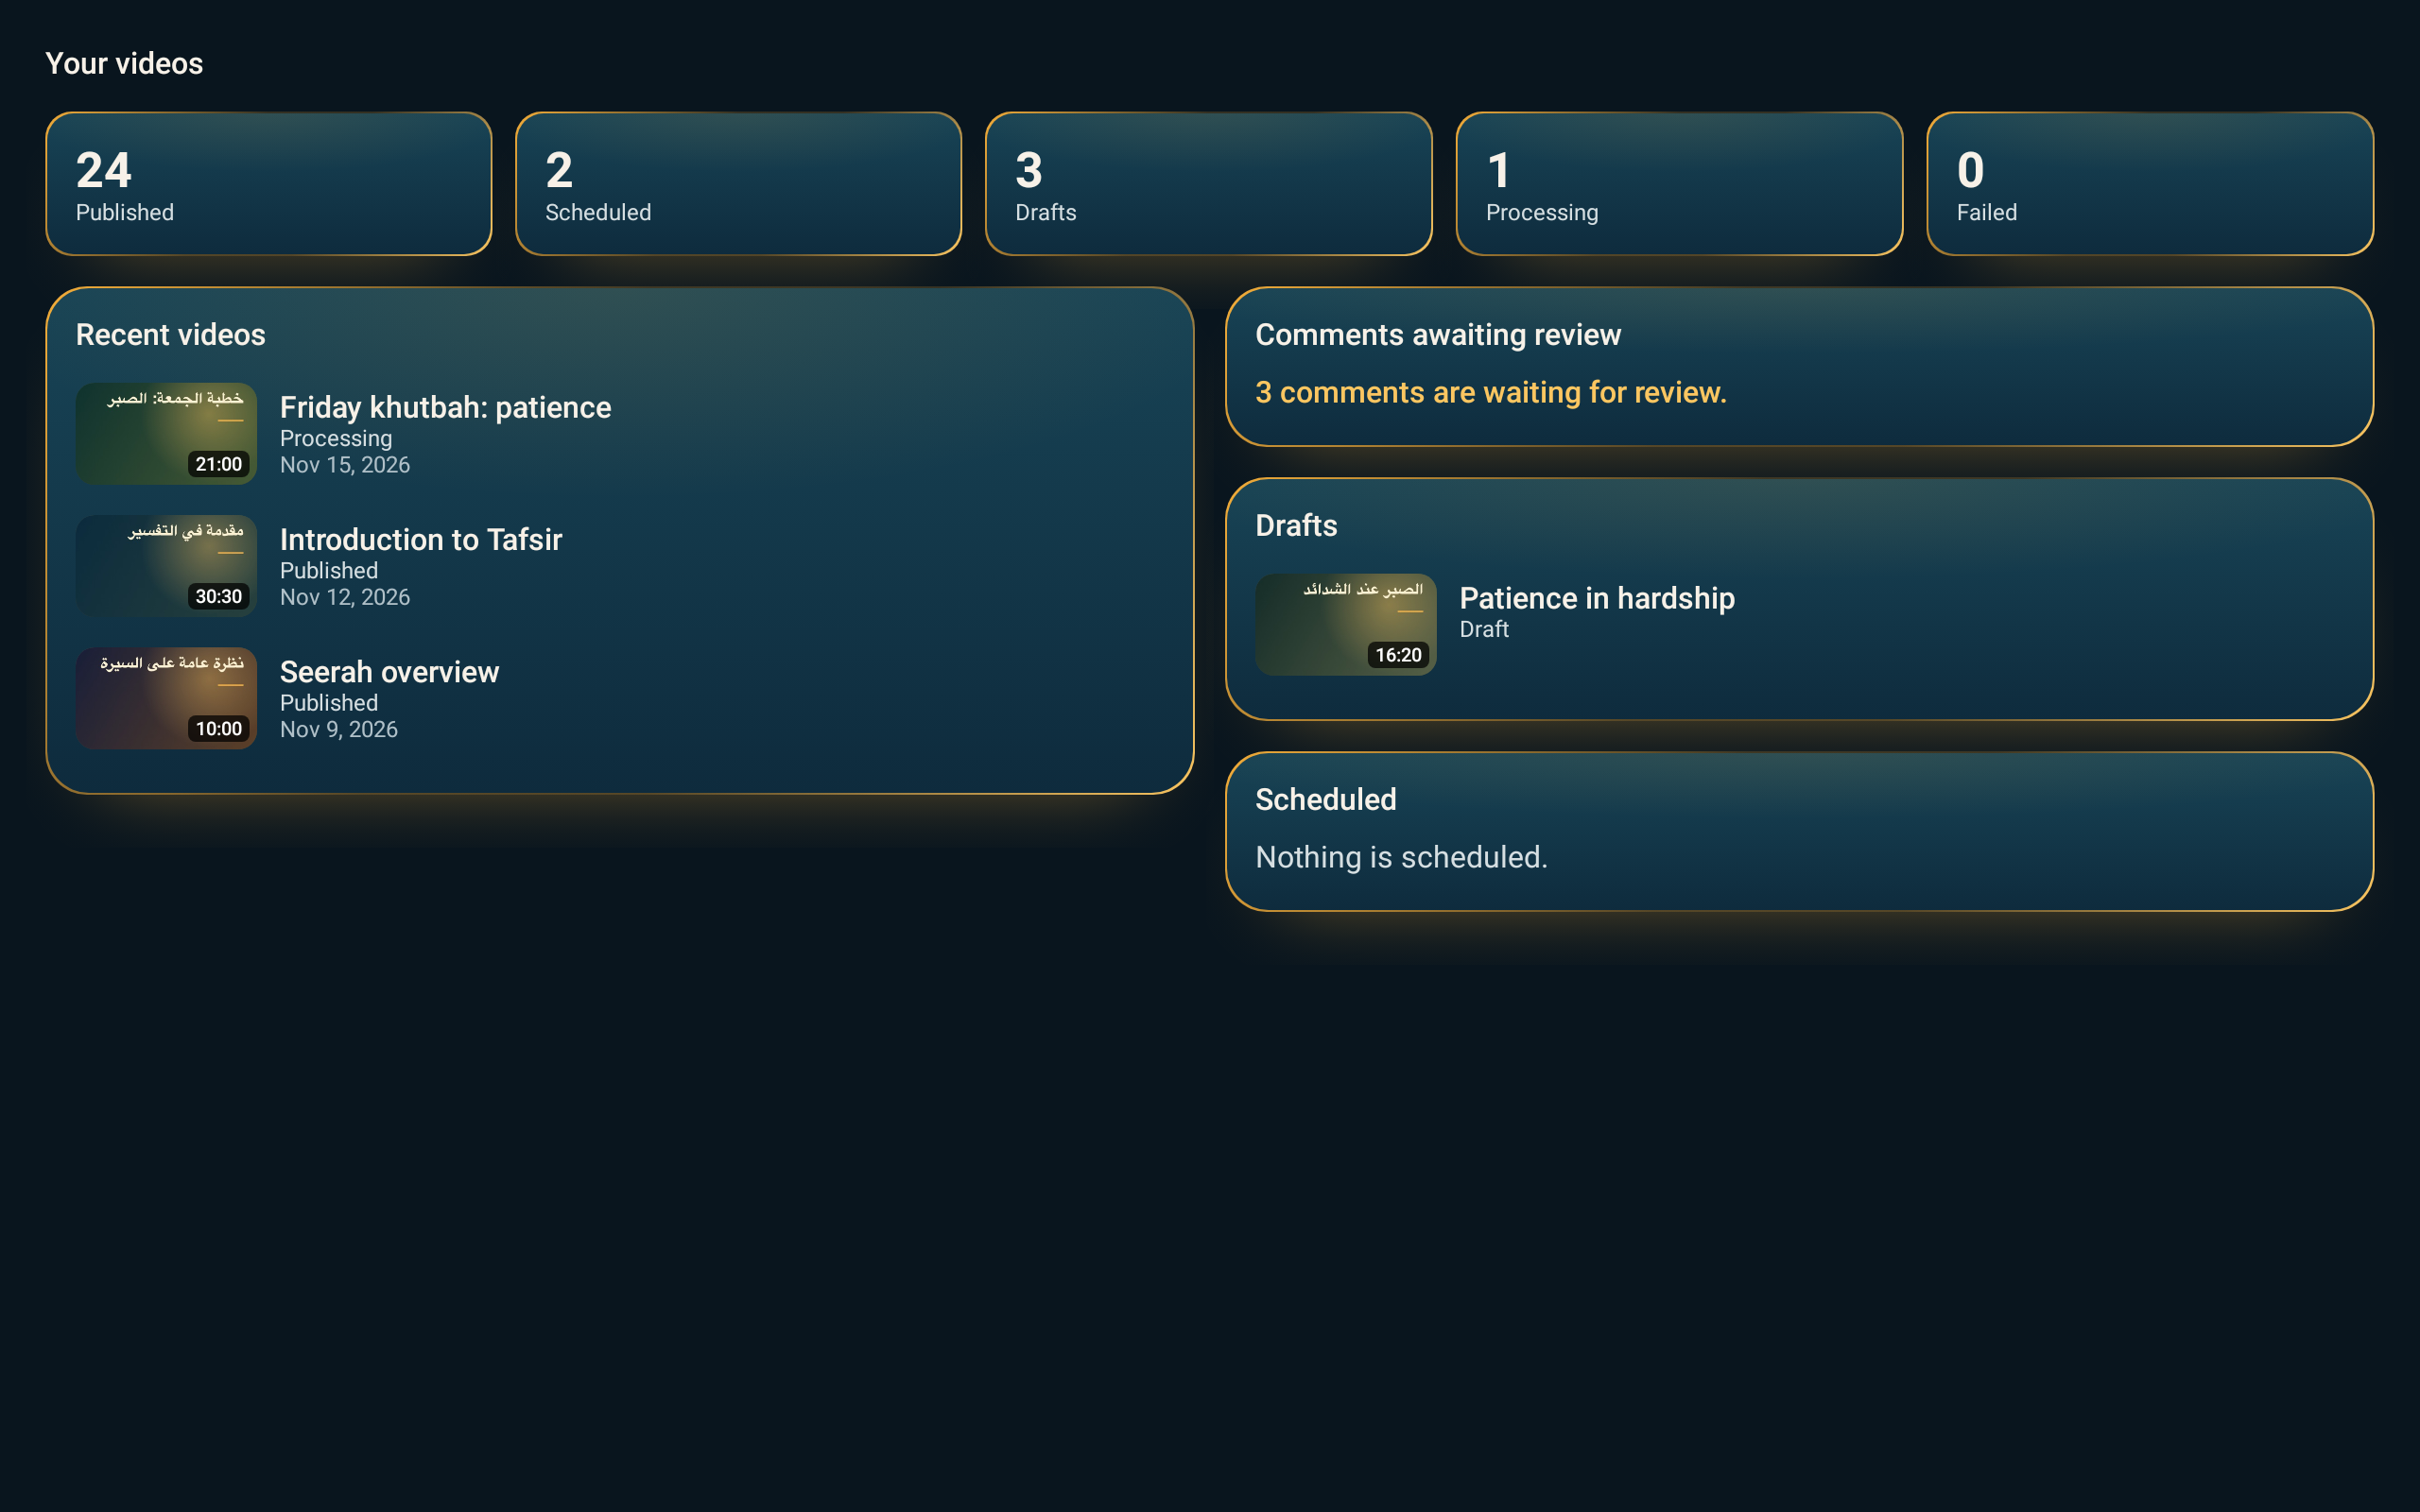 Your videos
24
Published
2
Scheduled
3
Drafts
1
Processing
0
Failed
Recent videos
خطبة الجمعة: الصبر
21:00
Friday khutbah: patience
Processing
Nov 15, 2026
مقدمة في التفسير
30:30
Introduction to Tafsir
Published
Nov 12, 2026
نظرة عامة على السيرة
10:00
Seerah overview
Published
Nov 9, 2026
Comments awaiting review
3 comments are waiting for review.
Drafts
الصبر عند الشدائد
16:20
Patience in hardship
Draft
Scheduled
Nothing is scheduled.